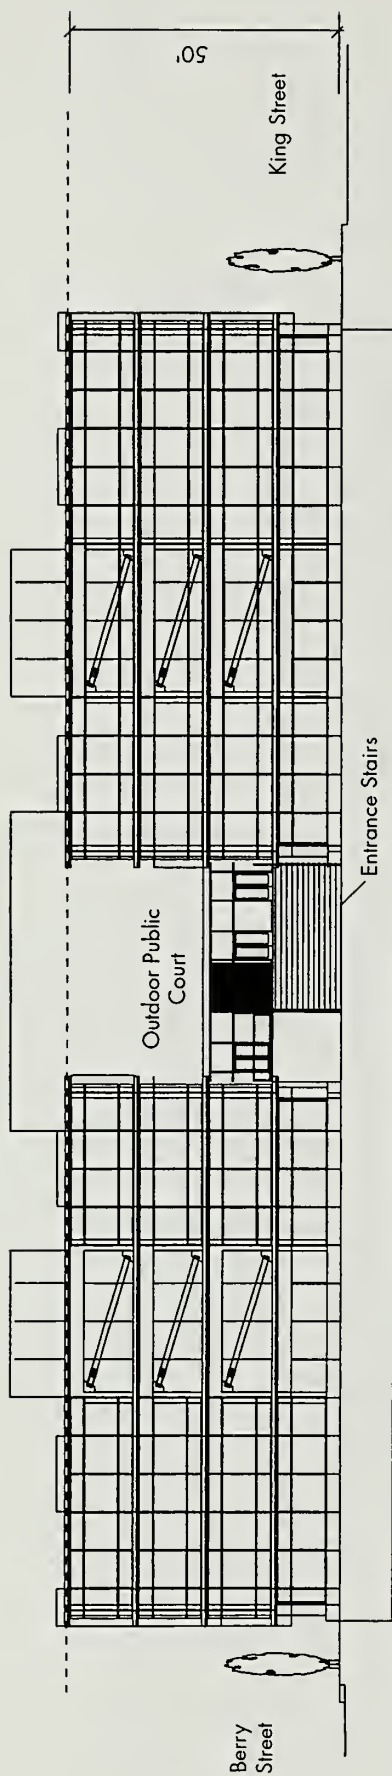 Berry
Street
Outdoor Public
Court
Entrance Stairs
King Street
50'